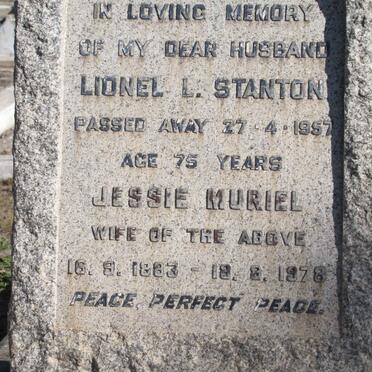 IN LOVING MEMORY
OF MY DEAR HUSBAND
LIONEL L. STANTON
PASSED AWAY 27-4-1957
AGE 75 YEARS
JESSIE MURIEL
WIFE OF THE ABOVE
16.9.1883 - 19.9.1976
PEACE, PERFECT PEACE.